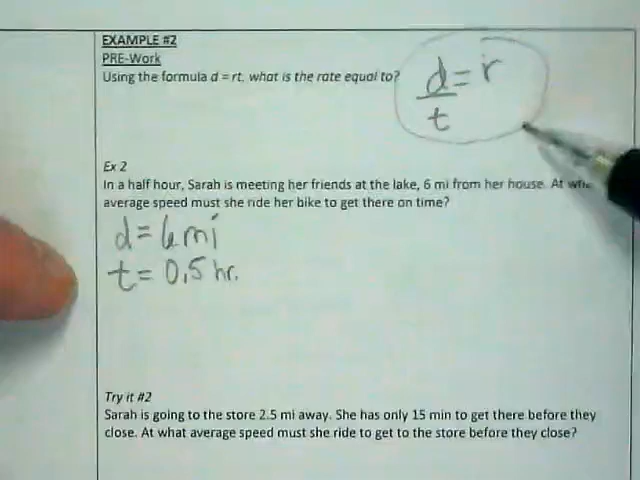 EXAMPLE #2
PRE-Work
Using the formula d = rt, what is the rate equal to?
d/t = r
Ex 2
In a half hour, Sarah is meeting her friends at the lake, 6 mi from her house. At
average speed must she ride her bike to get there on time?
d = 6 mi
t = 0.5 hr.
Try it #2
Sarah is going to the store 2.5 mi away. She has only 15 min to get there before they
close. At what average speed must she ride to get to the store before they close?